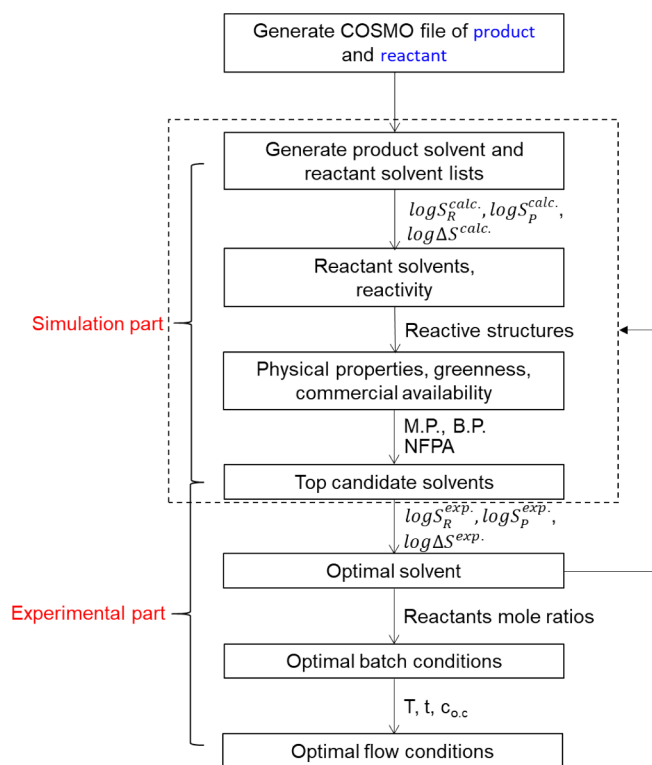 Generate COSMO file of product
and reactant
Generate product solvent and
reactant solvent lists
logS_R^{calc.}, logS_P^{calc.},
logΔS^{calc.}
Reactant solvents,
reactivity
Simulation part
Reactive structures
Physical properties, greenness,
commercial availability
M.P., B.P.
NFPA
Top candidate solvents
logS_R^{exp.}, logS_P^{exp.},
logΔS^{exp.}
Optimal solvent
Experimental part
Reactants mole ratios
Optimal batch conditions
T, t, c_{o.c}
Optimal flow conditions